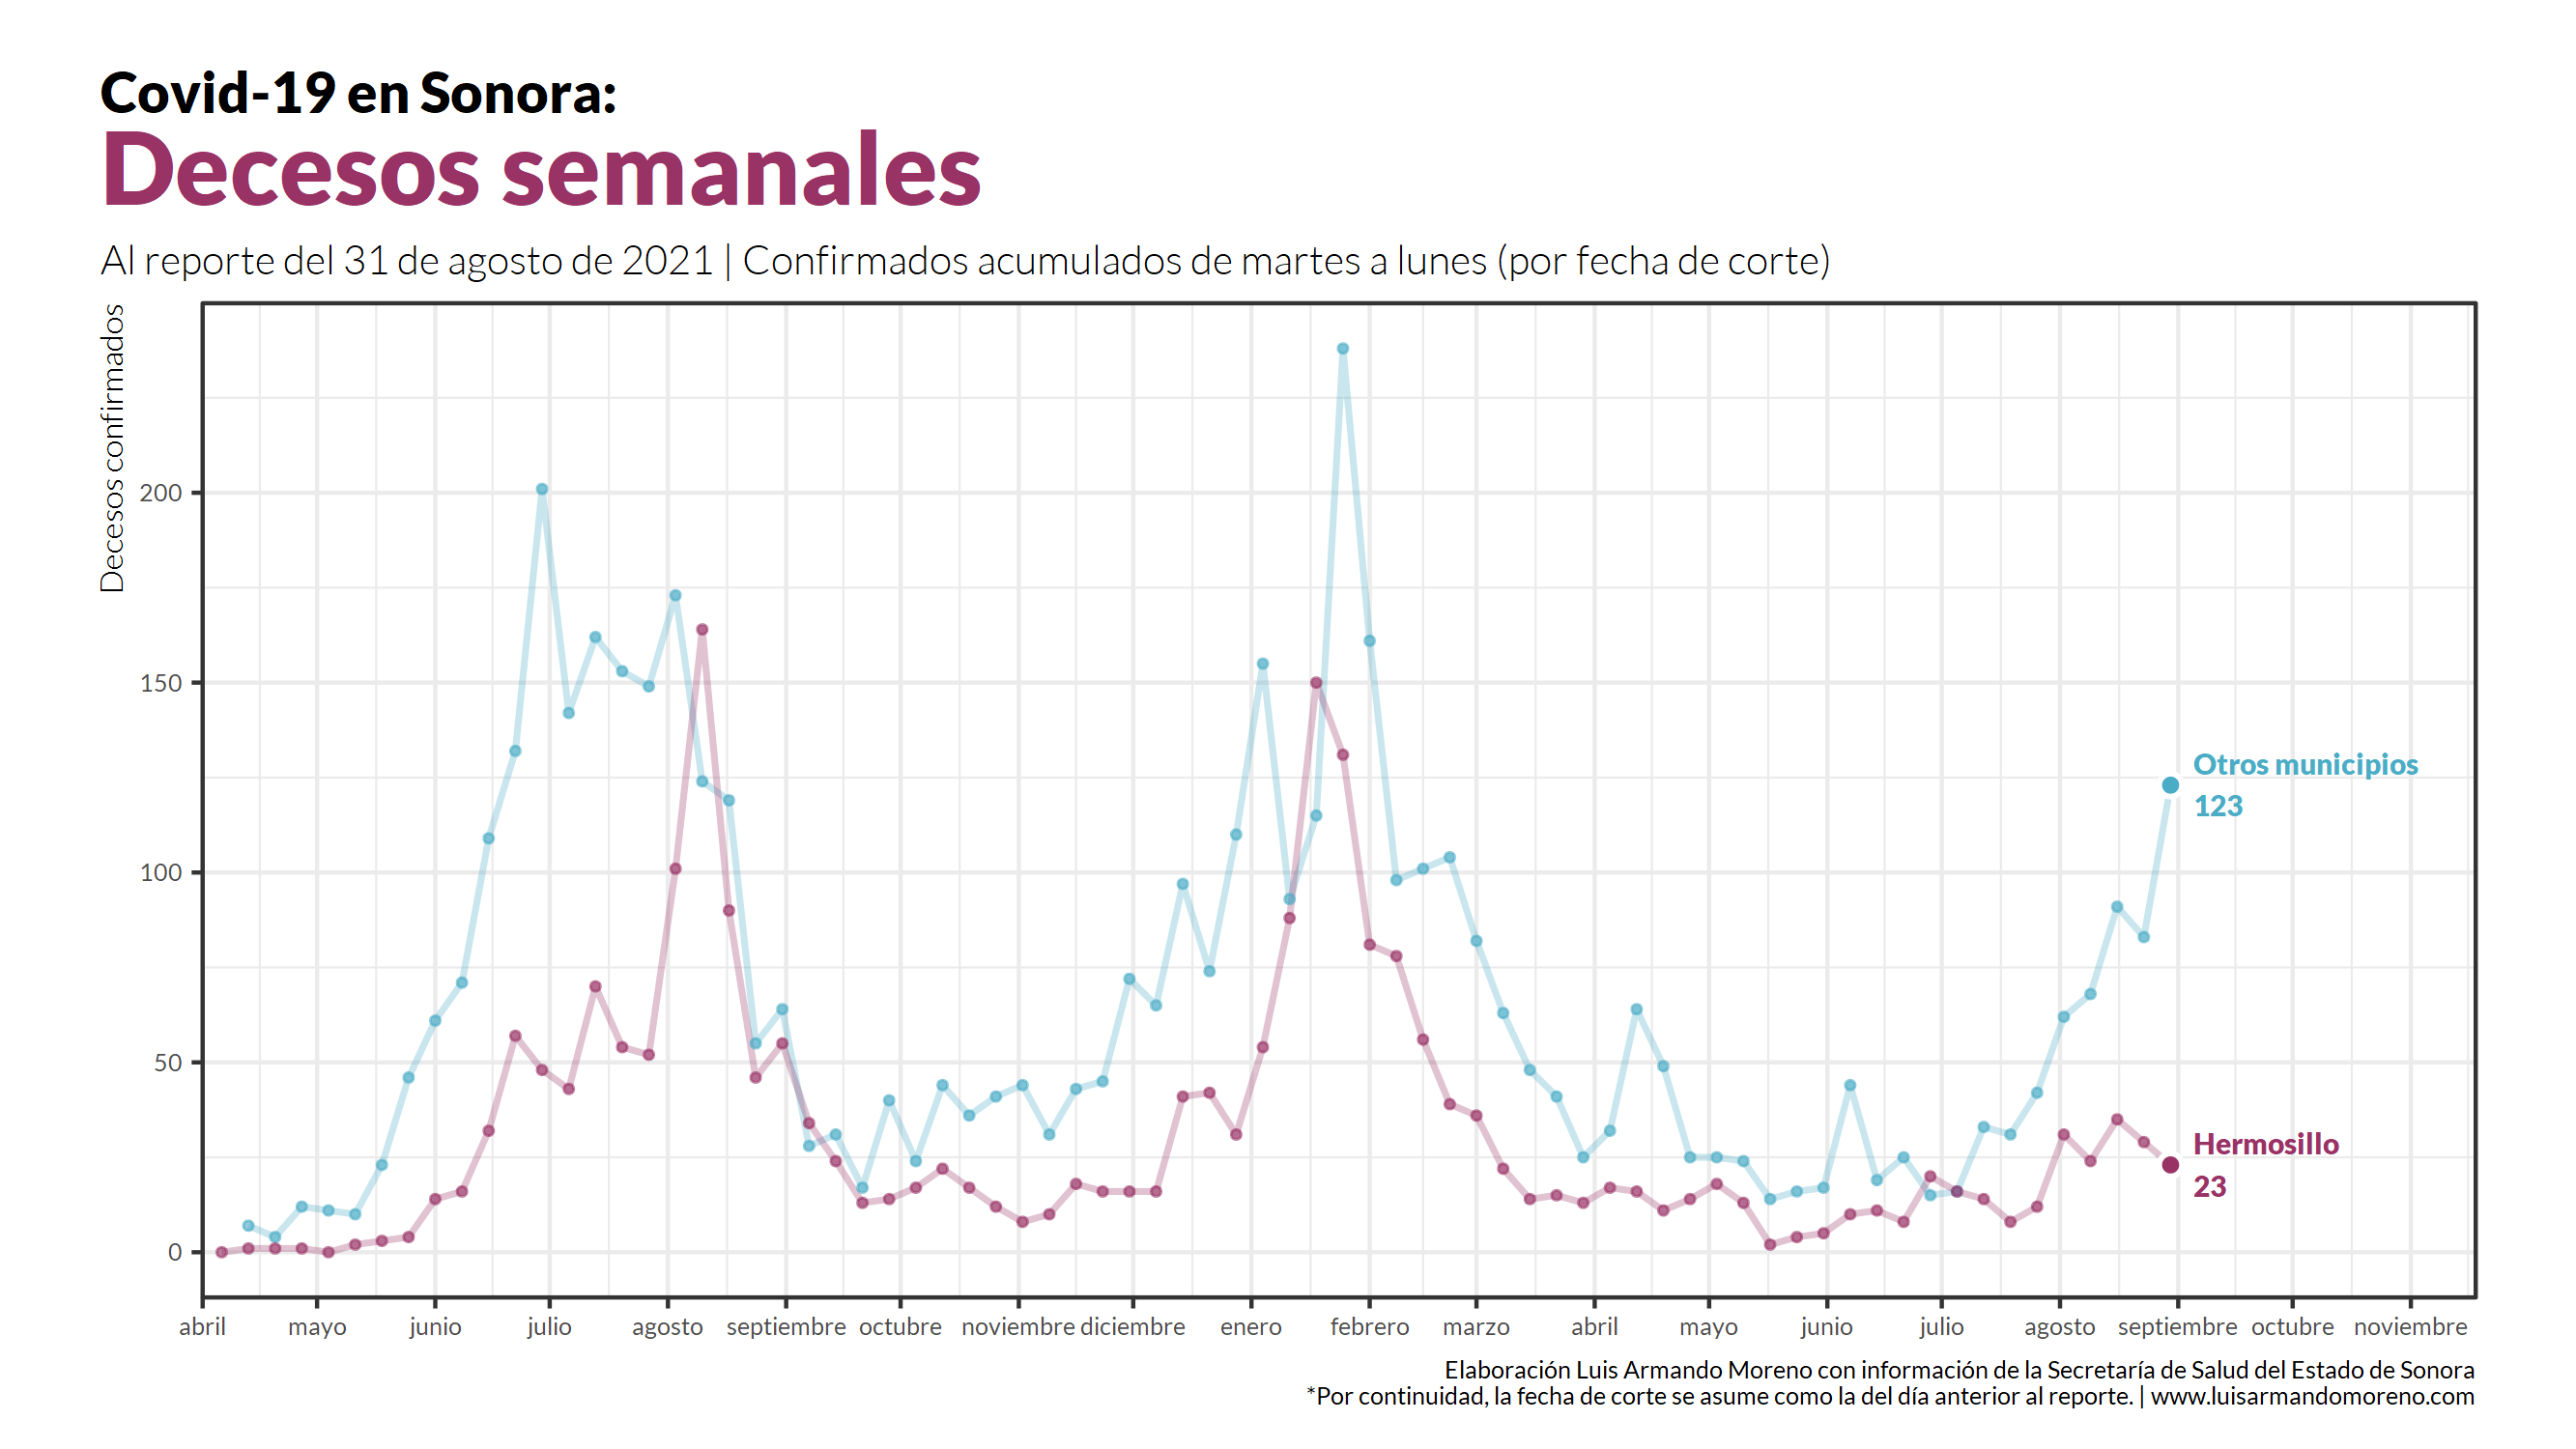 Covid-19 en Sonora:
Decesos semanales
Al reporte del 31 de agosto de 2021 | Confirmados acumulados de martes a lunes (por fecha de corte)
Decesos confirmados
200
150
100
50
0
Otros municipios
123
Hermosillo
23
abril mayo junio julio agosto septiembre octubre noviembre diciembre enero febrero marzo abril mayo junio julio agosto septiembre octubre noviembre
Elaboración Luis Armando Moreno con información de la Secretaría de Salud del Estado de Sonora
*Por continuidad, la fecha de corte se asume como la del día anterior al reporte. | www.luisarmandomoreno.com